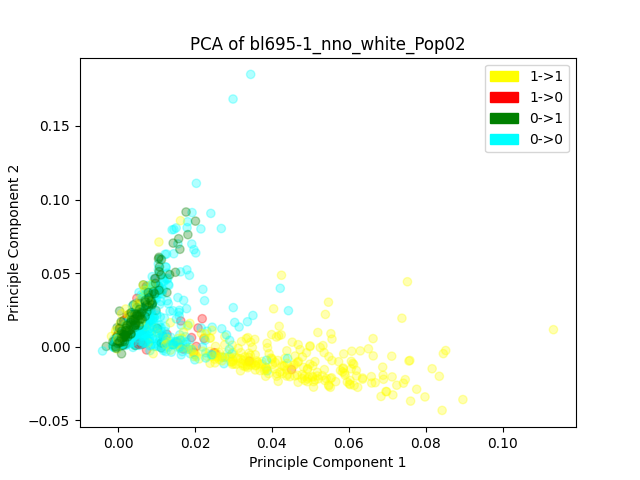 PCA of bl695-1_nno_white_Pop02
1->1
1->0
0->1
0->0
0.15
0.10
0.05
0.00
−0.05
Principle Component 2
0.00 0.02 0.04 0.06 0.08 0.10
Principle Component 1